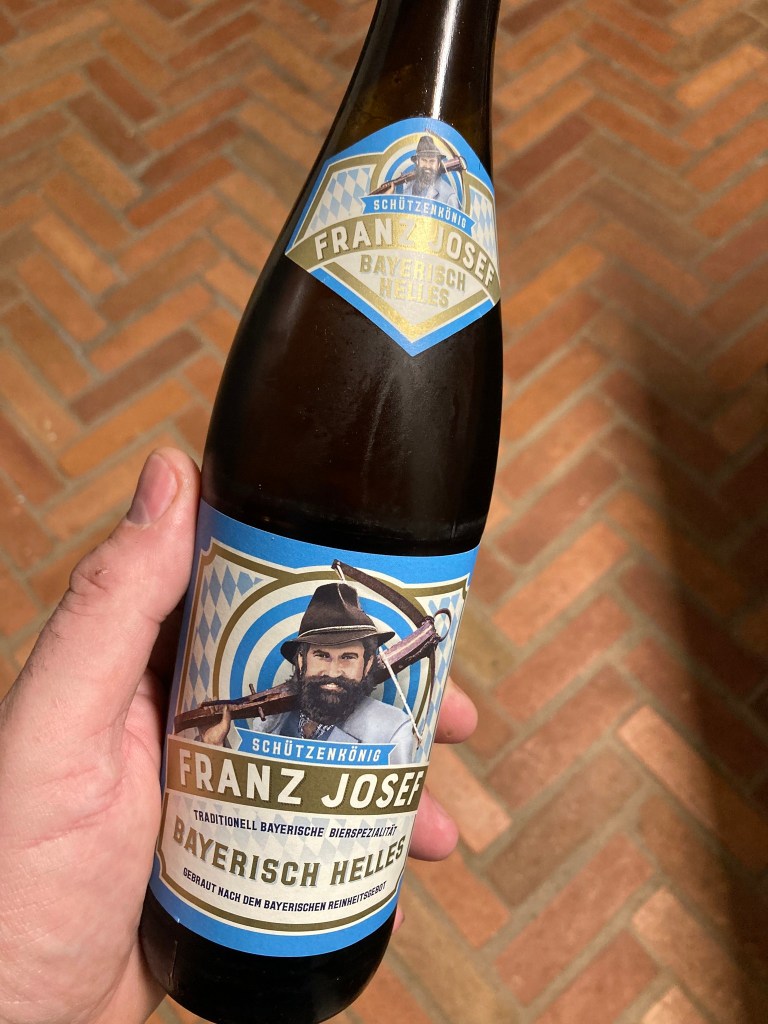 SCHÜTZENKÖNIG
FRANZ JOSEF
BAYERISCH
HELLES
SCHÜTZENKÖNIG
FRANZ JOSEF
TRADITIONELL BAYERISCHE BIERSPEZIALITÄT
BAYERISCH HELLES
GEBRAUT NACH DEM BAYERISCHEN REINHEITSGEBOT